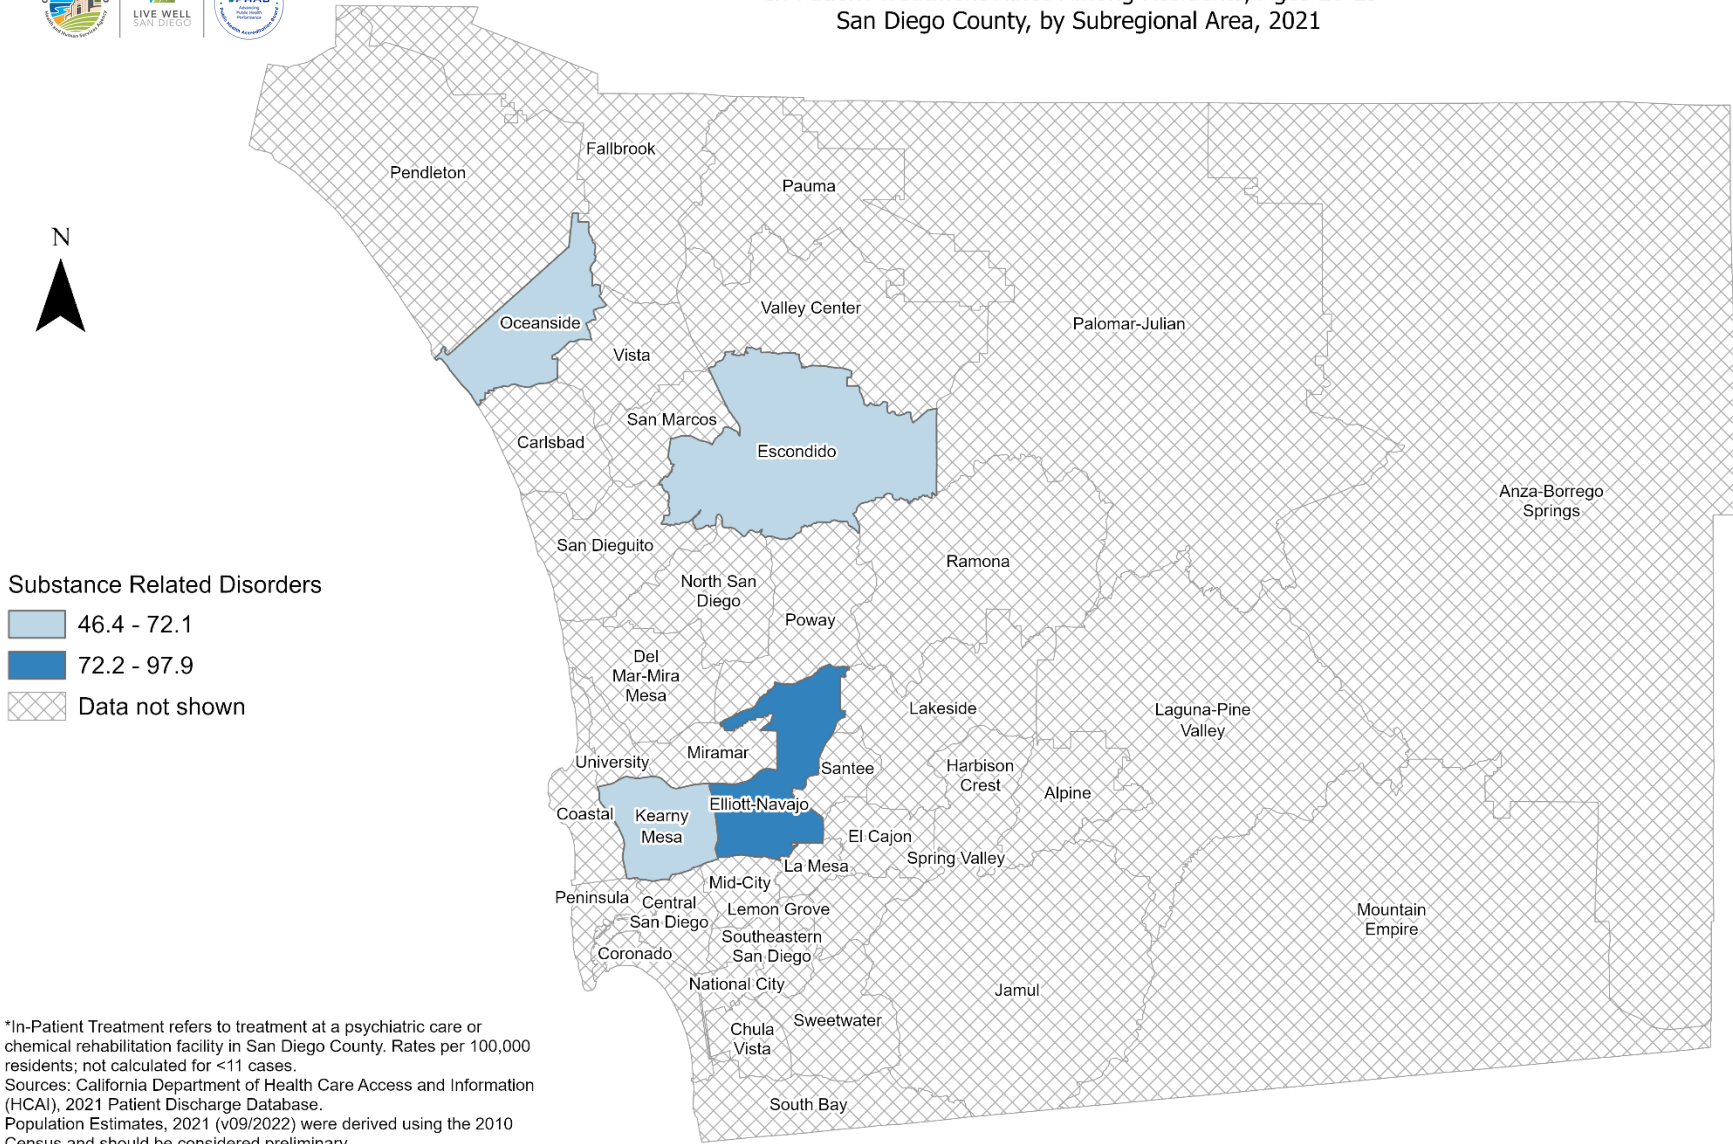 LIVE WELL
SAN DIEGO
San Diego County, by Subregional Area, 2021
Fallbrook
Pendleton
Pauma
N
Valley Center
Oceanside
Palomar-Julian
Vista
San Marcos
Carlsbad
Escondido
Anza-Borrego
Springs
San Dieguito
Ramona
North San
Diego
Poway
Substance Related Disorders
46.4 - 72.1
72.2 - 97.9
Data not shown
Del
Mar-Mira
Mesa
Lakeside
Laguna-Pine
Valley
Miramar
University
Santee
Harbison
Crest
Alpine
Elliott-Navajo
Coastal
Kearny
Mesa
El Cajon
Spring Valley
La Mesa
Mid-City
Peninsula
Central
San Diego
Lemon Grove
Mountain
Empire
Southeastern
San Diego
Coronado
National City
Jamul
Sweetwater
Chula
Vista
South Bay
*In-Patient Treatment refers to treatment at a psychiatric care or
chemical rehabilitation facility in San Diego County. Rates per 100,000
residents; not calculated for <11 cases.
Sources: California Department of Health Care Access and Information
(HCAI), 2021 Patient Discharge Database.
Population Estimates, 2021 (v09/2022) were derived using the 2010
Census and should be considered preliminary